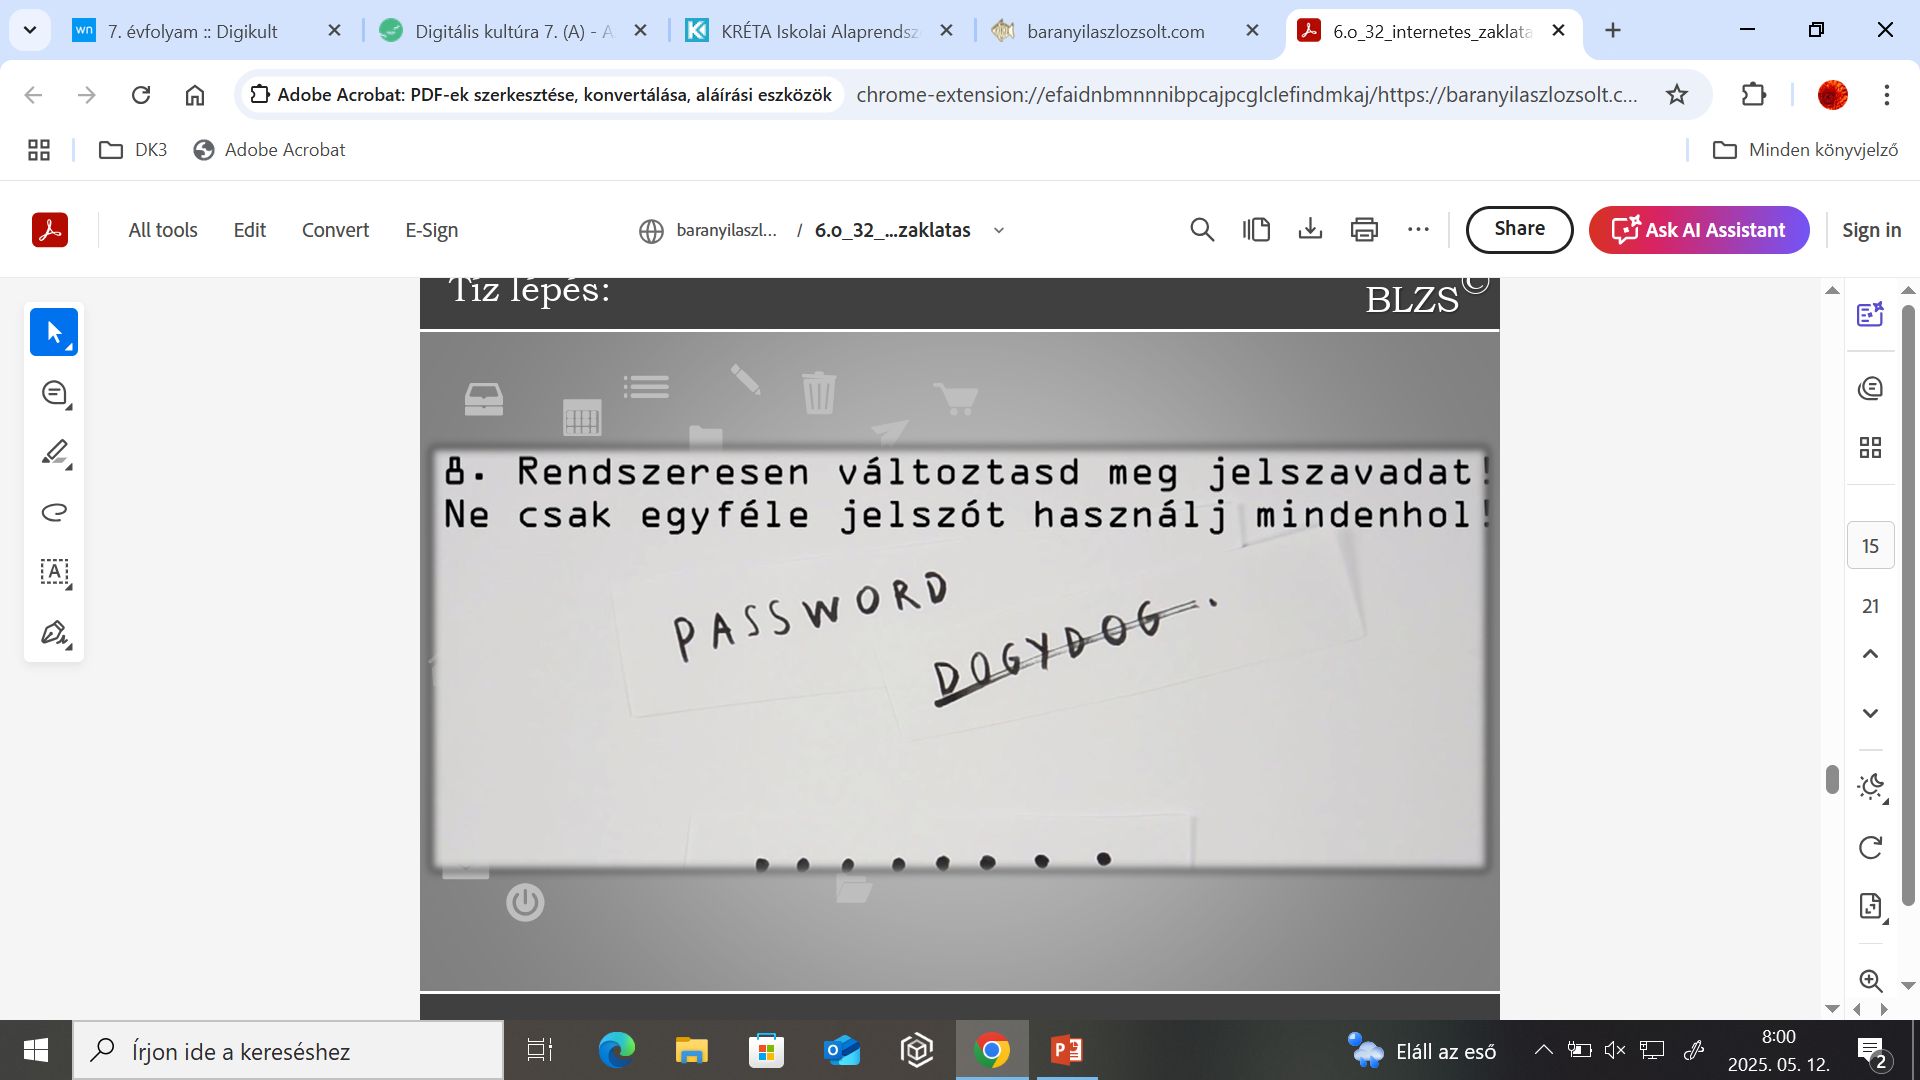 7. évfolyam :: Digikult
Digitális kultúra 7. (A) - A
KRÉTA Iskolai Alaprendsz
baranyilaszlozsolt.com
6.o_32_internetes_zaklata
Adobe Acrobat: PDF-ek szerkesztése, konvertálása, aláírási eszközök
chrome-extension://efaidnbmnnnibpcajpcglclefindmkaj/https://baranyilaszlozsolt.c...
DK3
Adobe Acrobat
Minden könyvjelző
All tools
Edit
Convert
E-Sign
baranyilaszl... / 6.o_32_...zaklatas
Share
Ask AI Assistant
Sign in
Tíz lépés:
BLZS©
8. Rendszeresen változtasd meg jelszavadat!
Ne csak egyféle jelszót használj mindenhol!
PASSWORD
DOGYDOG
15
21
Írjon ide a kereséshez
Eláll az eső
8:00
2025. 05. 12.
2